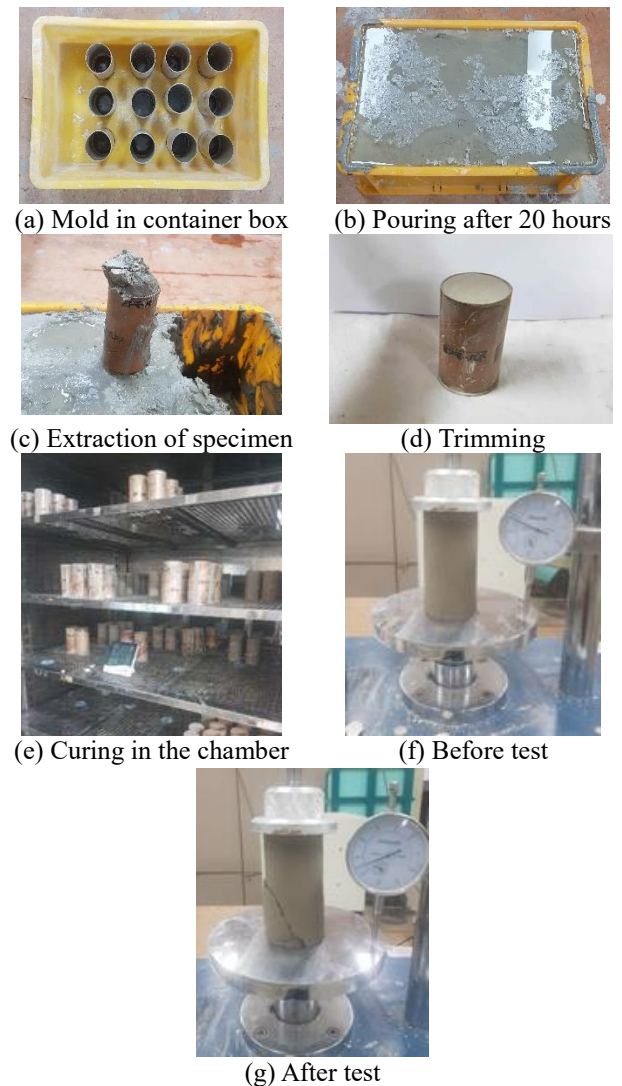 (a) Mold in container box
(b) Pouring after 20 hours
(c) Extraction of specimen
(d) Trimming
(e) Curing in the chamber
(f) Before test
(g) After test